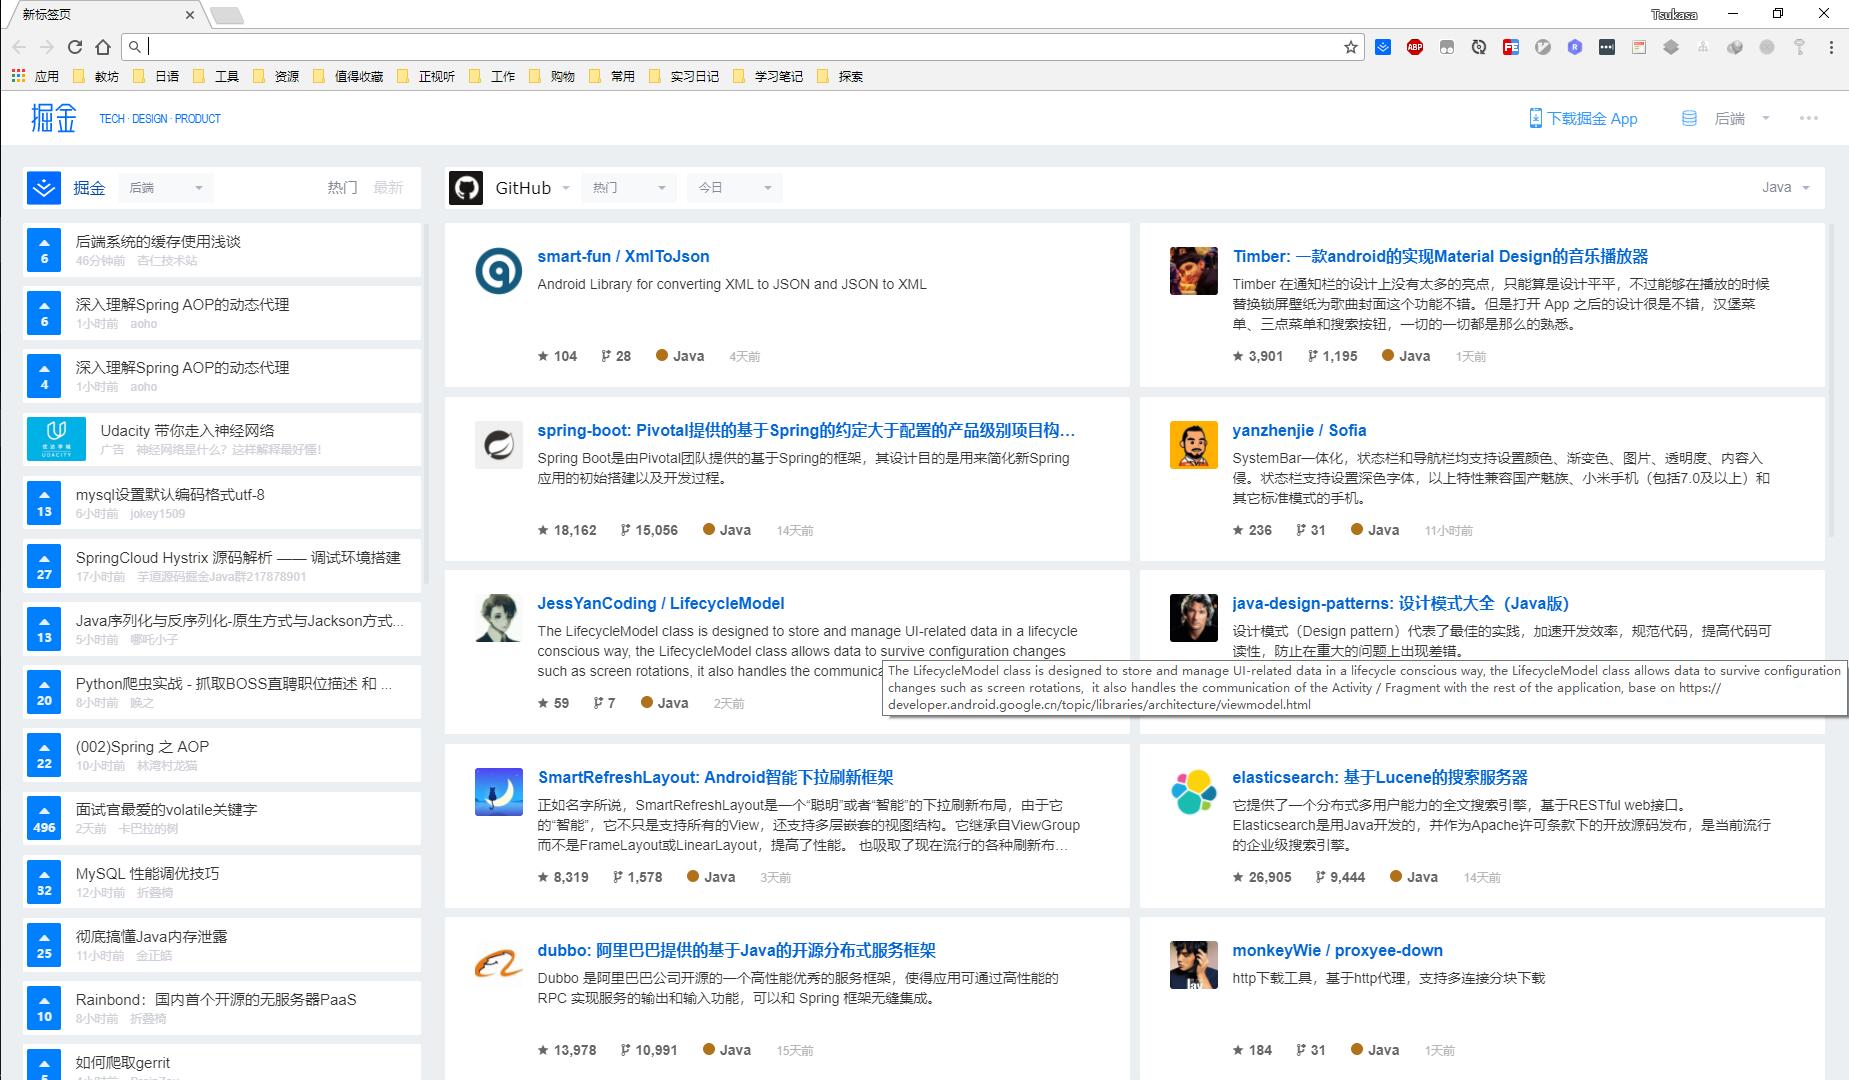 新标签页
Tsukasa
应用 教坊 日语 工具 资源 值得收藏 正视听 工作 购物 常用 实习日记 学习笔记 探索
掘金 TECH · DESIGN · PRODUCT
下载掘金 App 后端
掘金 后端 热门 最新
6 后端系统的缓存使用浅谈
46分钟前 杏仁技术站
6 深入理解Spring AOP的动态代理
1小时前 aoho
4 深入理解Spring AOP的动态代理
1小时前 aoho
Udacity 带你走入神经网络
UDACITY
广告 神经网络是什么？这样解释最好懂！
13 mysql设置默认编码格式utf-8
6小时前 jokey1509
27 SpringCloud Hystrix 源码解析 —— 调试环境搭建
17小时前 芋道源码掘金Java群217878901
13 Java序列化与反序列化-原生方式与Jackson方式...
5小时前 哪吒小子
20 Python爬虫实战 - 抓取BOSS直聘职位描述 和 ...
8小时前 唤之
22 (002)Spring 之 AOP
10小时前 林湾村龙猫
496 面试官最爱的volatile关键字
2天前 卡巴拉的树
32 MySQL 性能调优技巧
12小时前 折叠椅
25 彻底搞懂Java内存泄露
11小时前 金正皓
10 Rainbond：国内首个开源的无服务器PaaS
8小时前 折叠椅
如何爬取gerrit
GitHub 热门 今日 Java
smart-fun / XmlToJson
Android Library for converting XML to JSON and JSON to XML
104 28 Java 4天前
Timber: 一款android的实现Material Design的音乐播放器
Timber 在通知栏的设计上没有太多的亮点，只能算是设计平平，不过能够在播放的时候
替换锁屏壁纸为歌曲封面这个功能不错。但是打开 App 之后的设计很是不错，汉堡菜
单、三点菜单和搜索按钮，一切的一切都是那么的熟悉。
3,901 1,195 Java 1天前
spring-boot: Pivotal提供的基于Spring的约定大于配置的产品级别项目构…
Spring Boot是由Pivotal团队提供的基于Spring的框架，其设计目的是用来简化新Spring
应用的初始搭建以及开发过程。
18,162 15,056 Java 14天前
yanzhenjie / Sofia
SystemBar一体化，状态栏和导航栏均支持设置颜色、渐变色、图片、透明度、内容入
侵。状态栏支持设置深色字体，以上特性兼容国产魅族、小米手机（包括7.0及以上）和
其它标准模式的手机。
236 31 Java 11小时前
JessYanCoding / LifecycleModel
The LifecycleModel class is designed to store and manage UI-related data in a lifecycle
conscious way, the LifecycleModel class allows data to survive configuration changes
such as screen rotations, it also handles the communica
59 7 Java 2天前
java-design-patterns: 设计模式大全（Java版）
设计模式（Design pattern）代表了最佳的实践，加速开发效率，规范代码，提高代码可
读性，防止在重大的问题上出现差错。
The LifecycleModel class is designed to store and manage UI-related data in a lifecycle conscious way, the LifecycleModel class allows data to survive configuration
changes such as screen rotations, it also handles the communication of the Activity / Fragment with the rest of the application, base on https://
developer.android.google.cn/topic/libraries/architecture/viewmodel.html
SmartRefreshLayout: Android智能下拉刷新框架
正如名字所说，SmartRefreshLayout是一个“聪明”或者“智能”的下拉刷新布局，由于它
的“智能”，它不只是支持所有的View，还支持多层嵌套的视图结构。它继承自ViewGroup
而不是FrameLayout或LinearLayout，提高了性能。 也吸取了现在流行的各种刷新布…
8,319 1,578 Java 3天前
elasticsearch: 基于Lucene的搜索服务器
它提供了一个分布式多用户能力的全文搜索引擎，基于RESTful web接口。
Elasticsearch是用Java开发的，并作为Apache许可条款下的开放源码发布，是当前流行
的企业级搜索引擎。
26,905 9,444 Java 14天前
dubbo: 阿里巴巴提供的基于Java的开源分布式服务框架
Dubbo 是阿里巴巴公司开源的一个高性能优秀的服务框架，使得应用可通过高性能的
RPC 实现服务的输出和输入功能，可以和 Spring 框架无缝集成。
13,978 10,991 Java 15天前
monkeyWie / proxyee-down
http下载工具，基于http代理，支持多连接分块下载
184 31 Java 1天前